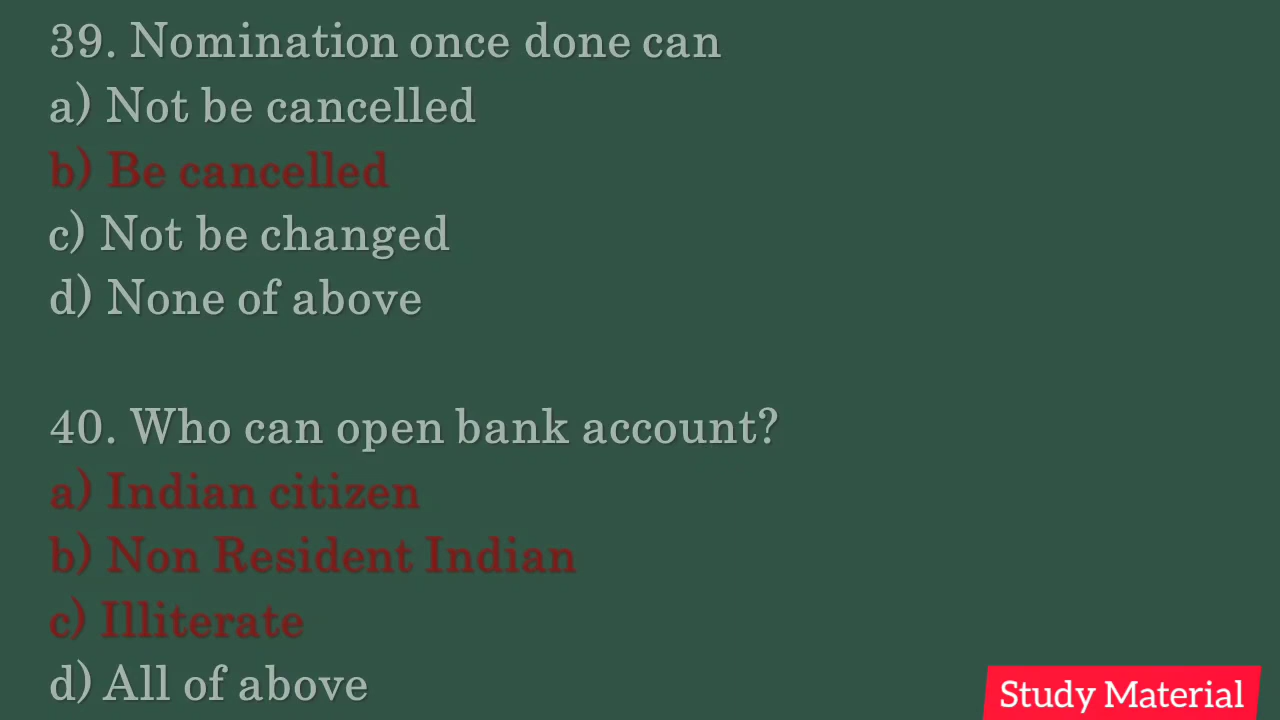 39. Nomination once done can
a) Not be cancelled
b) Be cancelled
c) Not be changed
d) None of above
40. Who can open bank account?
a) Indian citizen
b) Non Resident Indian
c) Illiterate
d) All of above
Study Material